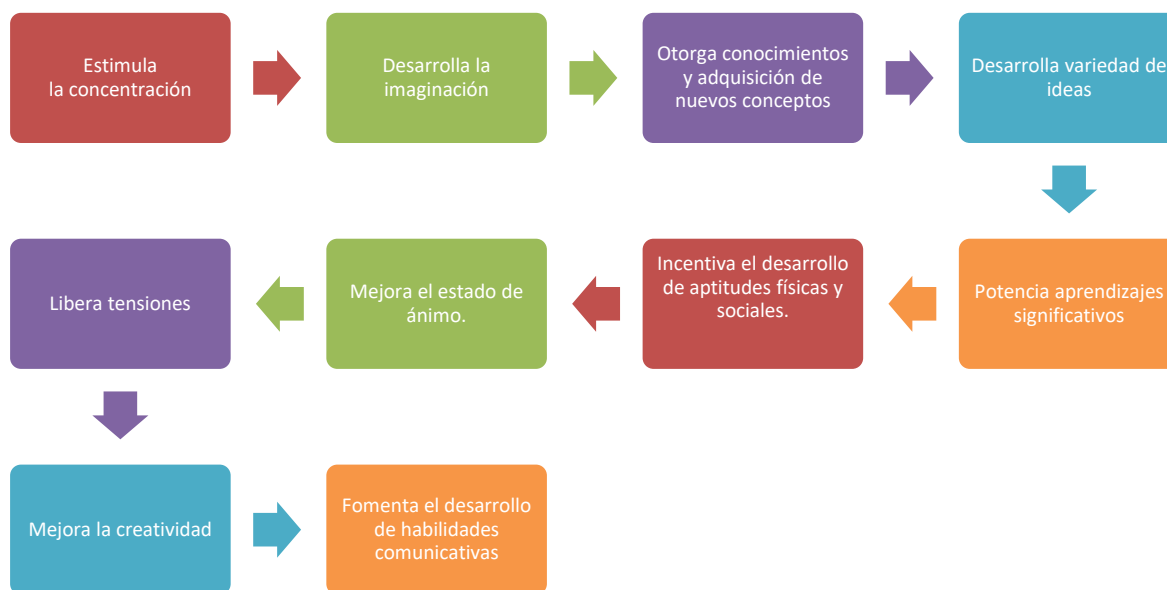 Estimula
la concentración
Desarrolla la
imaginación
Otorga conocimientos
y adquisición de
nuevos conceptos
Desarrolla variedad de
ideas
Potencia aprendizajes
significativos
Incentiva el desarrollo
de aptitudes físicas y
sociales.
Mejora el estado de
ánimo.
Libera tensiones
Mejora la creatividad
Fomenta el desarrollo
de habilidades
comunicativas